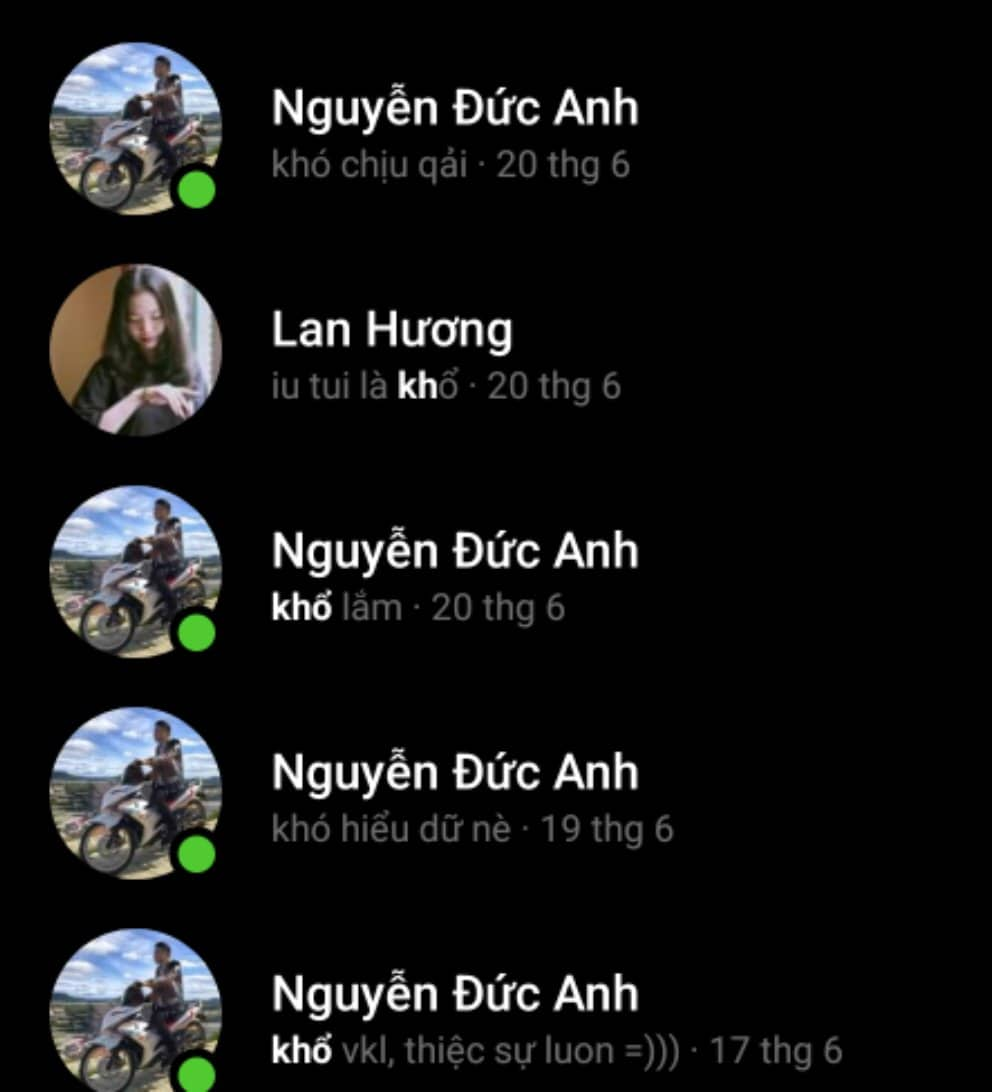 Nguyễn Đức Anh
khó chịu qải · 20 thg 6
Lan Hương
iu tui là khổ · 20 thg 6
Nguyễn Đức Anh
khổ lắm · 20 thg 6
Nguyễn Đức Anh
khó hiểu dữ nè · 19 thg 6
Nguyễn Đức Anh
khổ vkl, thiệc sự luon =))) · 17 thg 6